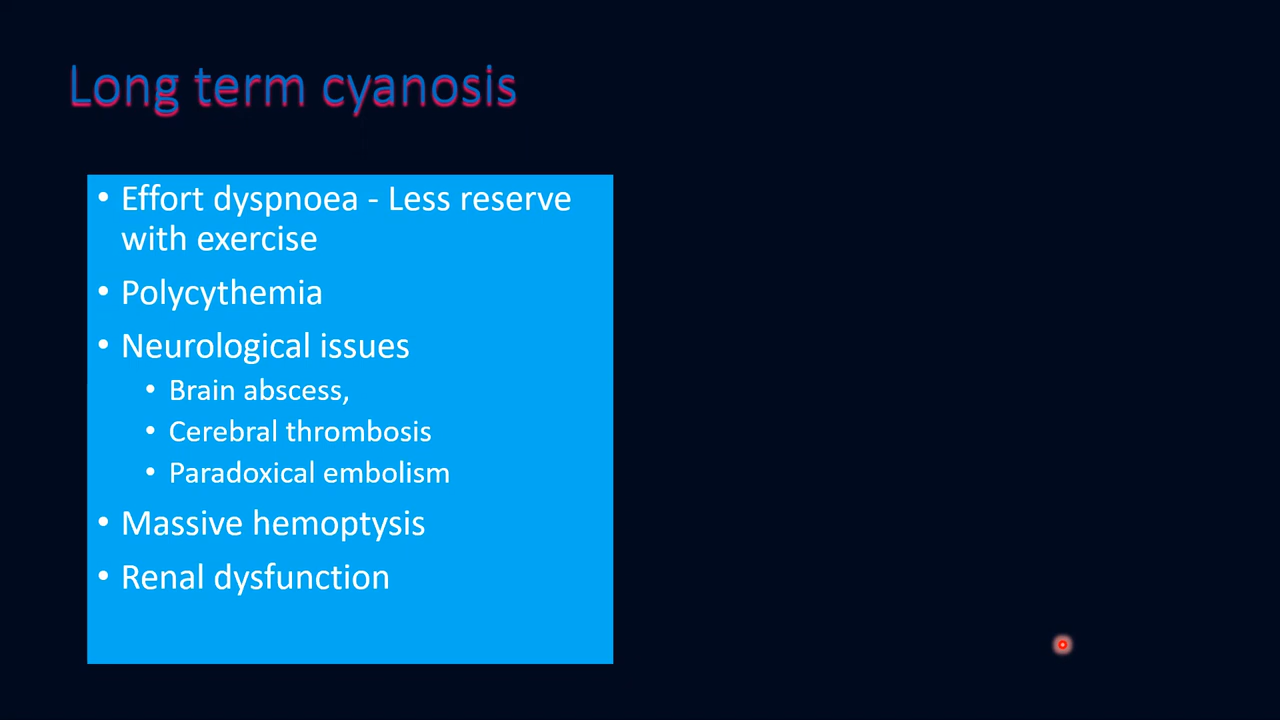 Long term cyanosis
• Effort dyspnoea - Less reserve
with exercise
• Polycythemia
• Neurological issues
• Brain abscess,
• Cerebral thrombosis
• Paradoxical embolism
• Massive hemoptysis
• Renal dysfunction